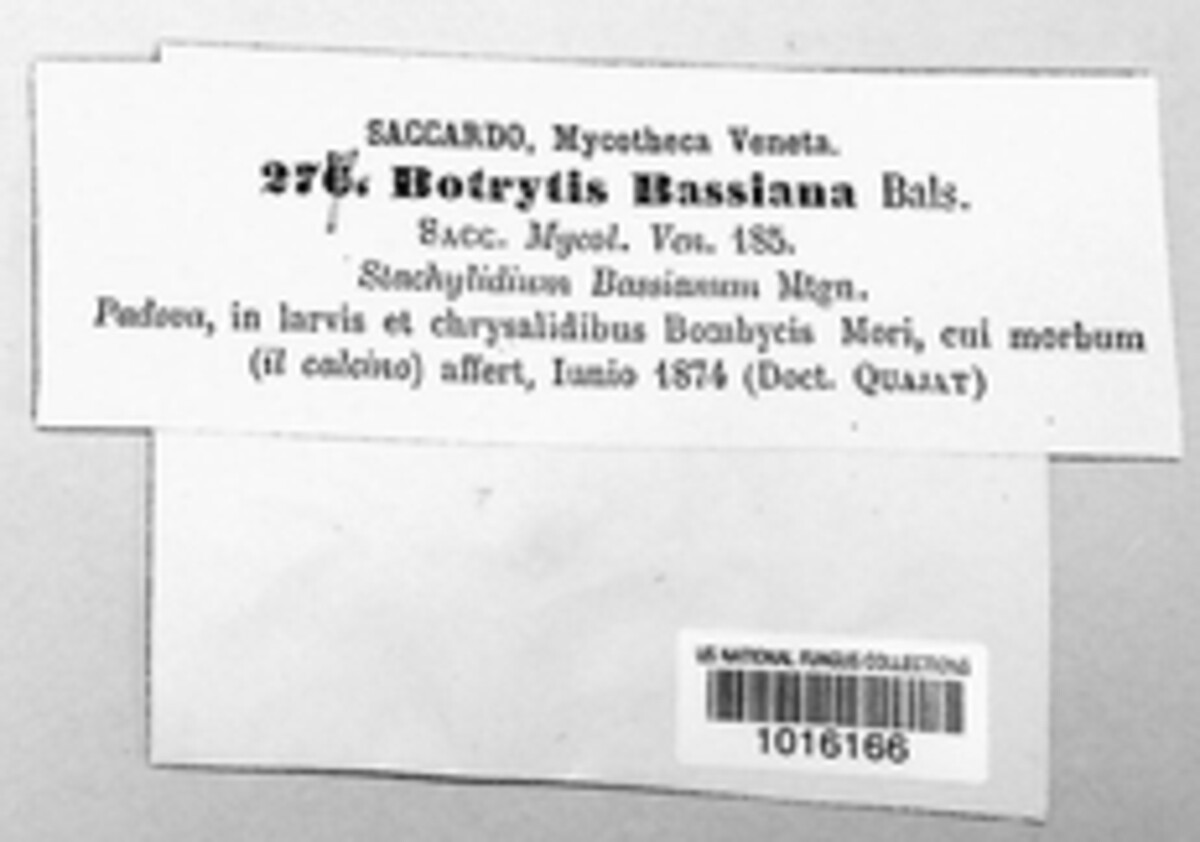 SACCARDO, Mycotheca Veneta.
Botrytis Bassiana Bals.
SACC. Mycol. Ven. 185.
Stachylidium Bassianum Mtgn.
Padova, in larvis et chrysalidibus Bombycis Mori, cui morbum
(il calcino) affert, Iunio 1874 (Doct. QUAJAT)
US NATIONAL FUNGUS COLLECTIONS
1016166